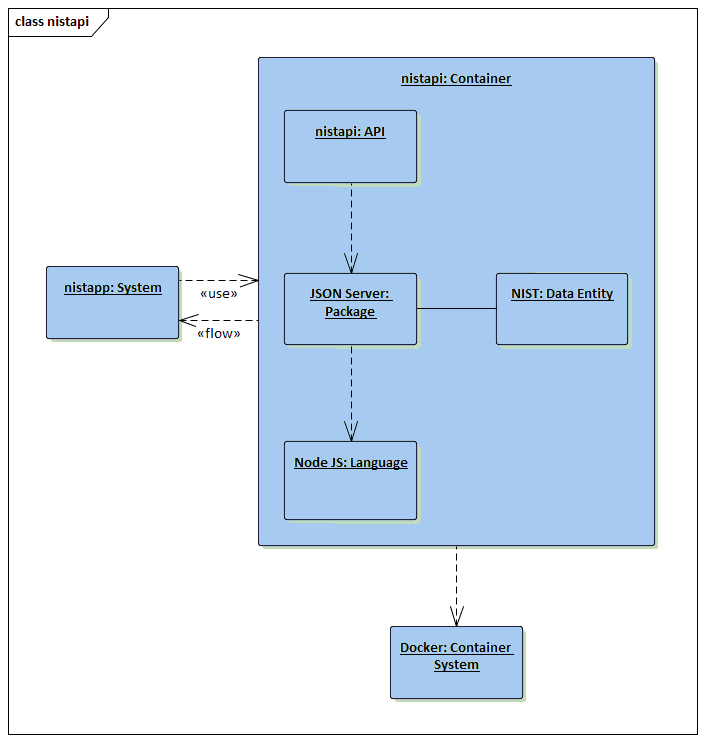 class nistapi
nistapi: Container
nistapi: API
nistapp: System
«use»
«flow»
JSON Server:
Package
NIST: Data Entity
Node JS: Language
Docker: Container
System